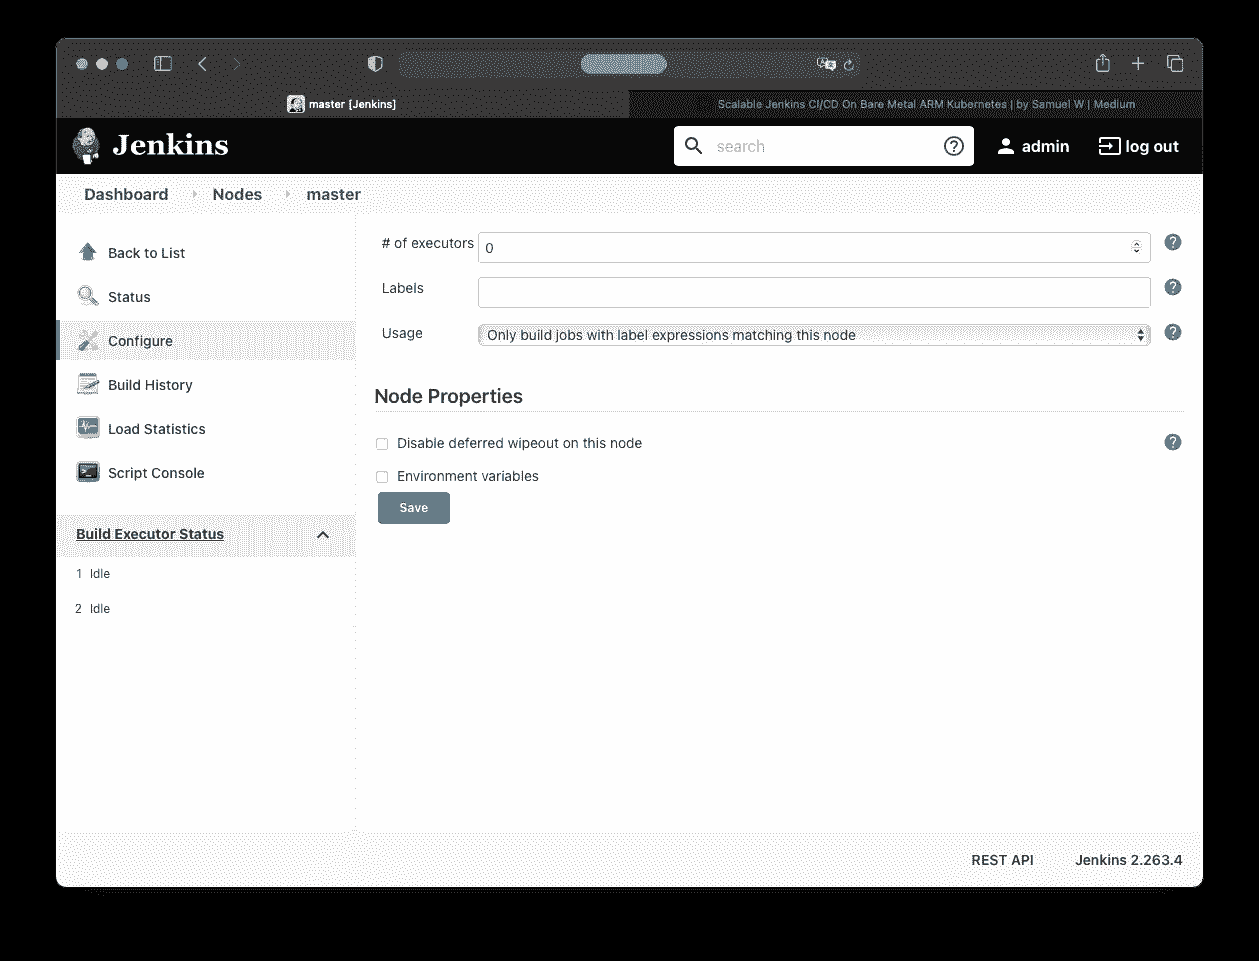 master [Jenkins]
Scalable Jenkins CI/CD On Bare Metal ARM Kubernetes | by Samuel W | Medium
Jenkins
search
admin
log out
Dashboard
Nodes
master
Back to List
Status
Configure
Build History
Load Statistics
Script Console
Build Executor Status
1 Idle
2 Idle
# of executors
0
Labels
Usage
Only build jobs with label expressions matching this node
Node Properties
Disable deferred wipeout on this node
Environment variables
Save
REST API
Jenkins 2.263.4